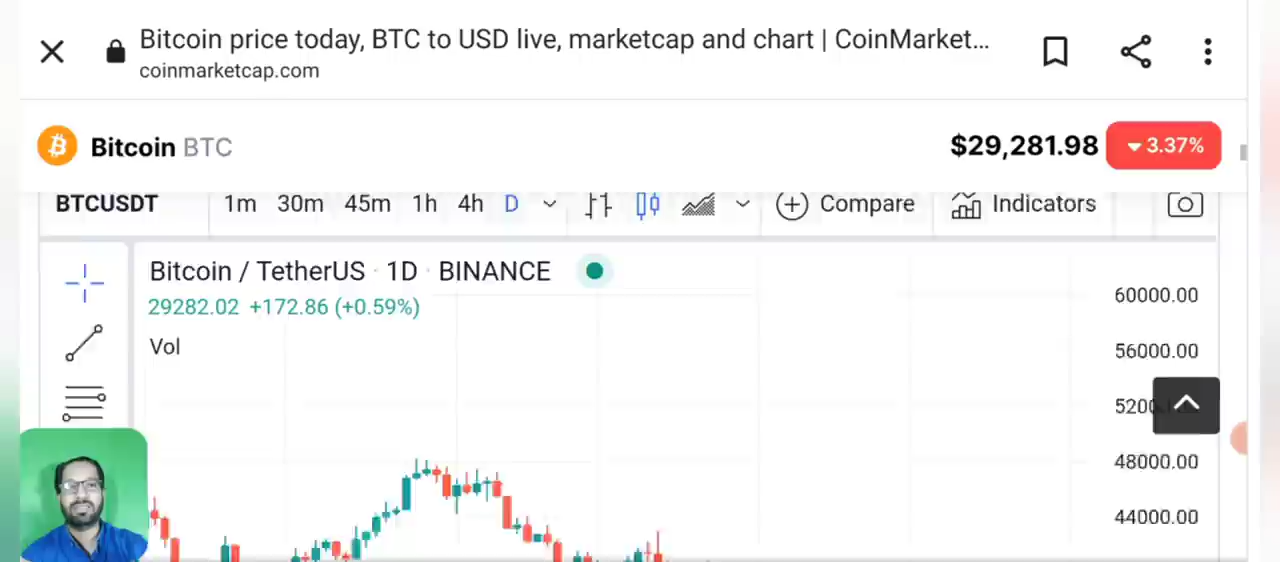 Bitcoin price today, BTC to USD live, marketcap and chart | CoinMarket...
coinmarketcap.com
Bitcoin BTC
$29,281.98 3.37%
BTCUSDT 1m 30m 45m 1h 4h D Compare Indicators
Bitcoin / TetherUS · 1D · BINANCE
29282.02 +172.86 (+0.59%)
Vol
60000.00
56000.00
48000.00
44000.00